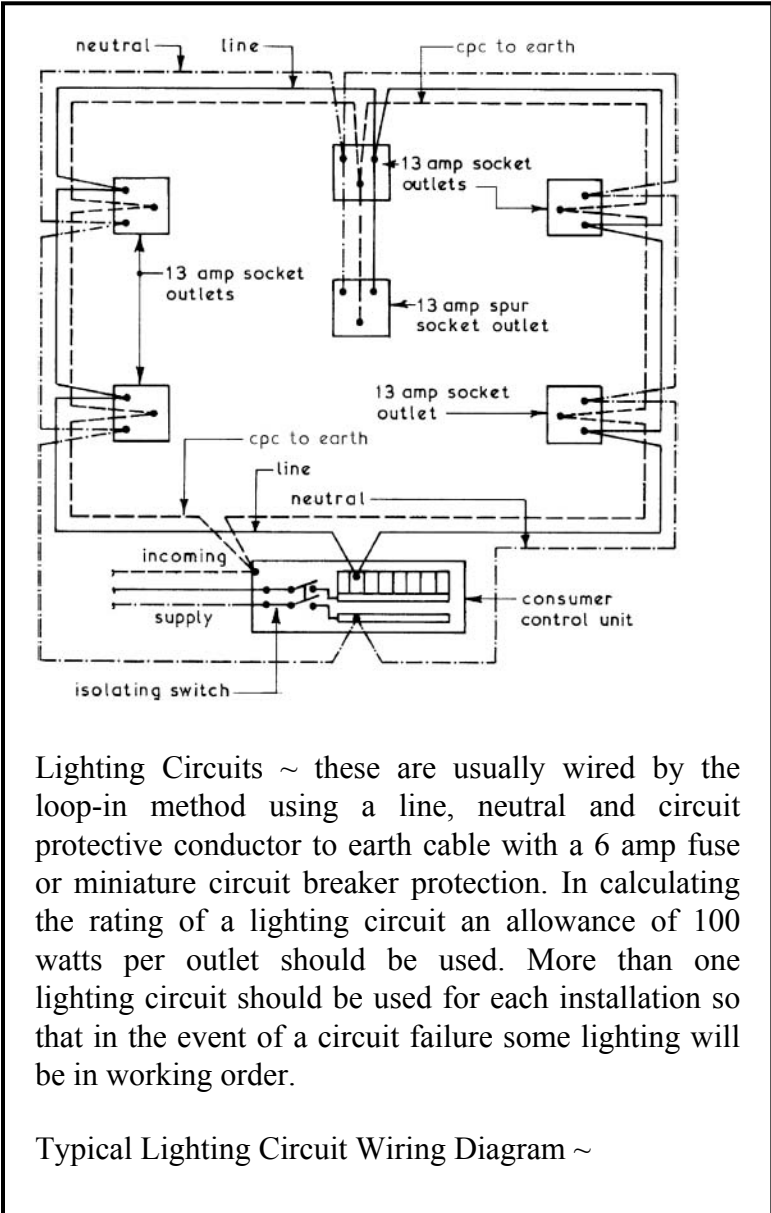 neutral line cpc to earth
13 amp socket
outlets
13 amp socket
outlets
13 amp spur
socket outlet
13 amp socket
outlet
cpc to earth
line
neutral
incoming
supply
consumer
control unit
isolating switch
Lighting Circuits ~ these are usually wired by the
loop-in method using a line, neutral and circuit
protective conductor to earth cable with a 6 amp fuse
or miniature circuit breaker protection. In calculating
the rating of a lighting circuit an allowance of 100
watts per outlet should be used. More than one
lighting circuit should be used for each installation so
that in the event of a circuit failure some lighting will
be in working order.
Typical Lighting Circuit Wiring Diagram ~